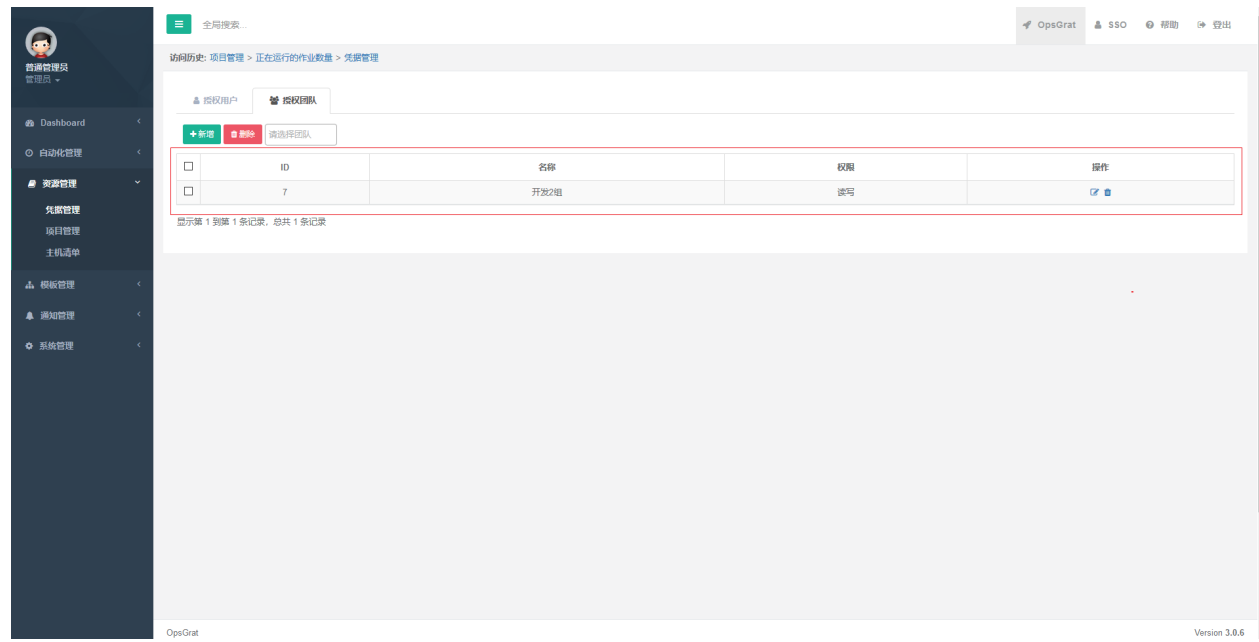 全局搜索...
OpsGrat SSO 帮助 登出
普通管理员
管理员
访问历史: 项目管理 > 正在运行的作业数量 > 凭据管理
Dashboard
自动化管理
资源管理
凭据管理
项目管理
主机清单
模板管理
通知管理
系统管理
授权用户 授权团队
新增 删除 请选择团队
ID 名称 权限 操作
7 开发2组 读写
显示第 1 到第 1 条记录，总共 1 条记录
OpsGrat Version 3.0.6